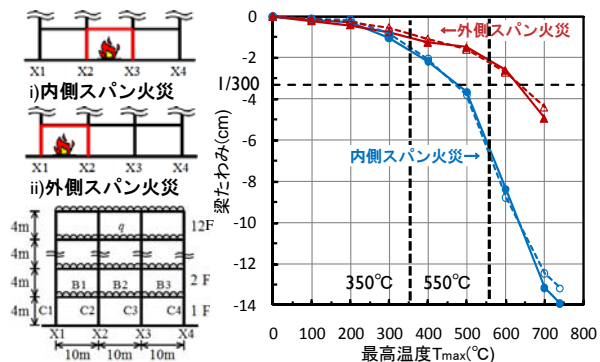 X1 X2 X3 X4
i)内側スパン火災
X1 X2 X3 X4
ii)外側スパン火災
4m q 12F
4m
4m B1 B2 B3 2 F
4m C1 C2 C3 C4 1 F
X1 X2 X3 X4
10m 10m 10m
0
-2
1/300
-4
-6
-8
-10
-12
-14
梁たわみ(cm)
←外側スパン火災
内側スパン火災→
350℃ 550℃
0 100 200 300 400 500 600 700 800
最高温度Tmax(℃)